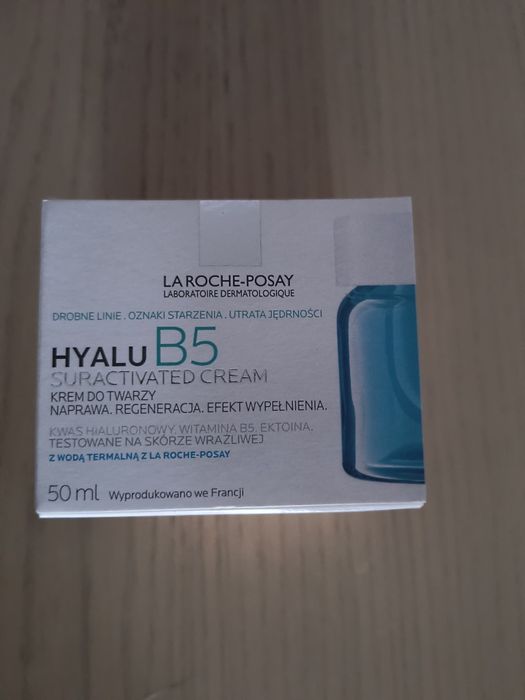 LA ROCHE-POSAY
LABORATOIRE DERMATOLOGIQUE
DROBNE LINIE . OZNAKI STARZENIA . UTRATA JĘDRNOŚCI
HYALU B5
SURACTIVATED CREAM
KREM DO TWARZY
NAPRAWA. REGENERACJA. EFEKT WYPEŁNIENIA.
KWAS HIALURONOWY. WITAMINA B5. EKTOINA.
TESTOWANE NA SKÓRZE WRAŻLIWEJ
Z WODĄ TERMALNĄ Z LA ROCHE-POSAY
50 ml Wyprodukowano we Francji